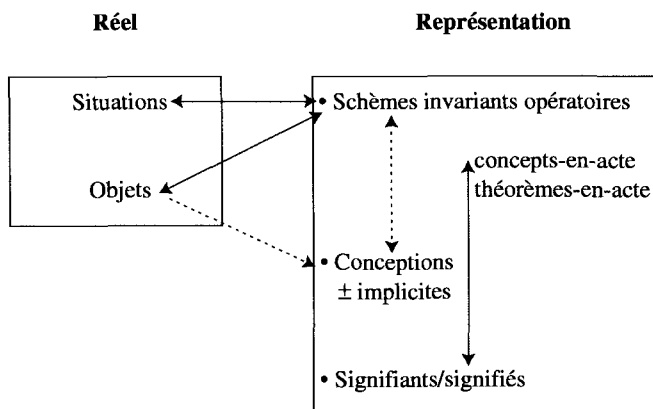 Réel
Représentation
Situations
• Schèmes invariants opératoires
concepts-en-acte
Objets
théorèmes-en-acte
• Conceptions
± implicites
• Signifiants/signifiés